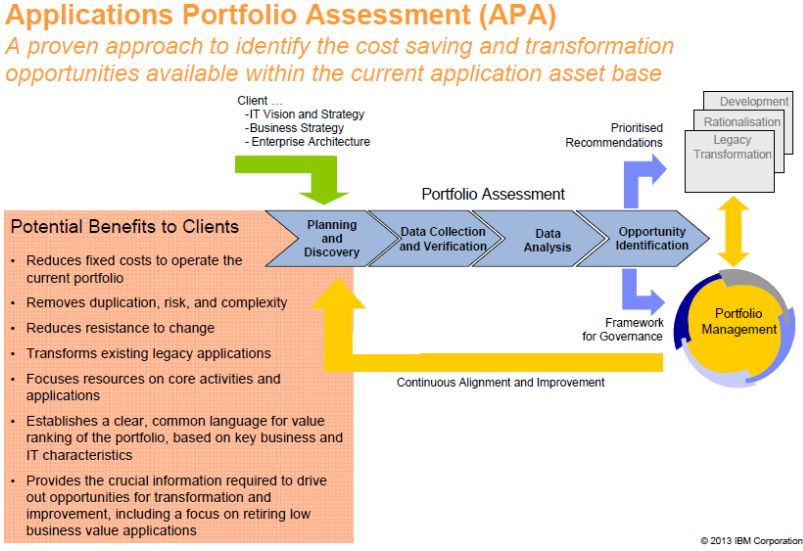 Applications Portfolio Assessment (APA)
A proven approach to identify the cost saving and transformation
opportunities available within the current application asset base
Client ...
-IT Vision and Strategy
-Business Strategy
- Enterprise Architecture
Prioritised
Recommendations
Development
Rationalisation
Legacy
Transformation
Portfolio Assessment
Planning
and
Discovery
Data Collection
and Verification
Data
Analysis
Opportunity
Identification
Framework
for Governance
Portfolio
Management
Continuous Alignment and Improvement
Potential Benefits to Clients
• Reduces fixed costs to operate the
current portfolio
• Removes duplication, risk, and complexity
• Reduces resistance to change
• Transforms existing legacy applications
• Focuses resources on core activities and
applications
• Establishes a clear, common language for value
ranking of the portfolio, based on key business and
IT characteristics
• Provides the crucial information required to drive
out opportunities for transformation and
improvement, including a focus on retiring low
business value applications
© 2013 IBM Corporation